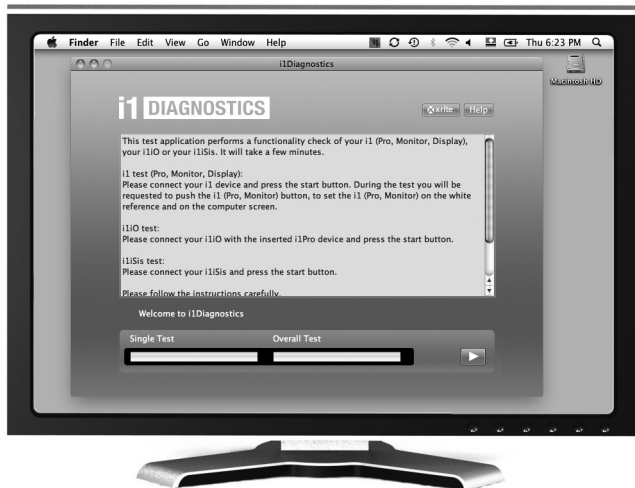 Finder File Edit View Go Window Help Thu 6:23 PM
i1Diagnostics
Macintosh HD
i1 DIAGNOSTICS
xrite Help
This test application performs a functionality check of your i1 (Pro, Monitor, Display),
your i1iO or your i1iSis. It will take a few minutes.
i1 test (Pro, Monitor, Display):
Please connect your i1 device and press the start button. During the test you will be
requested to push the i1 (Pro, Monitor) button, to set the i1 (Pro, Monitor) on the white
reference and on the computer screen.
i1iO test:
Please connect your i1iO with the inserted i1Pro device and press the start button.
i1iSis test:
Please connect your i1iSis and press the start button.
Please follow the instructions carefully.
Welcome to i1Diagnostics
Single Test Overall Test